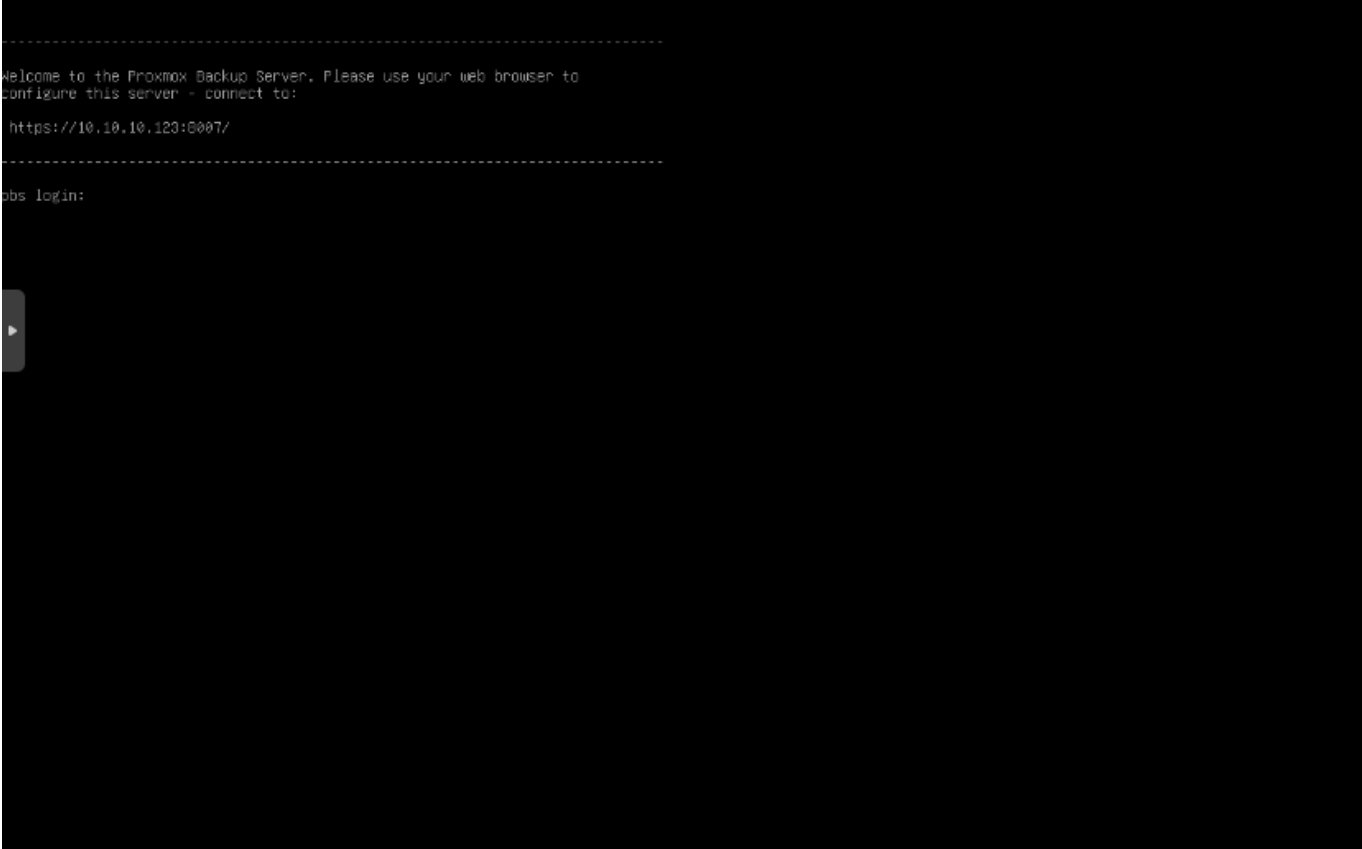 --------------------------------------------------------------------------------
Welcome to the Proxmox Backup Server. Please use your web browser to
configure this server - connect to:
https://10.10.10.123:8007/
--------------------------------------------------------------------------------
pbs login: